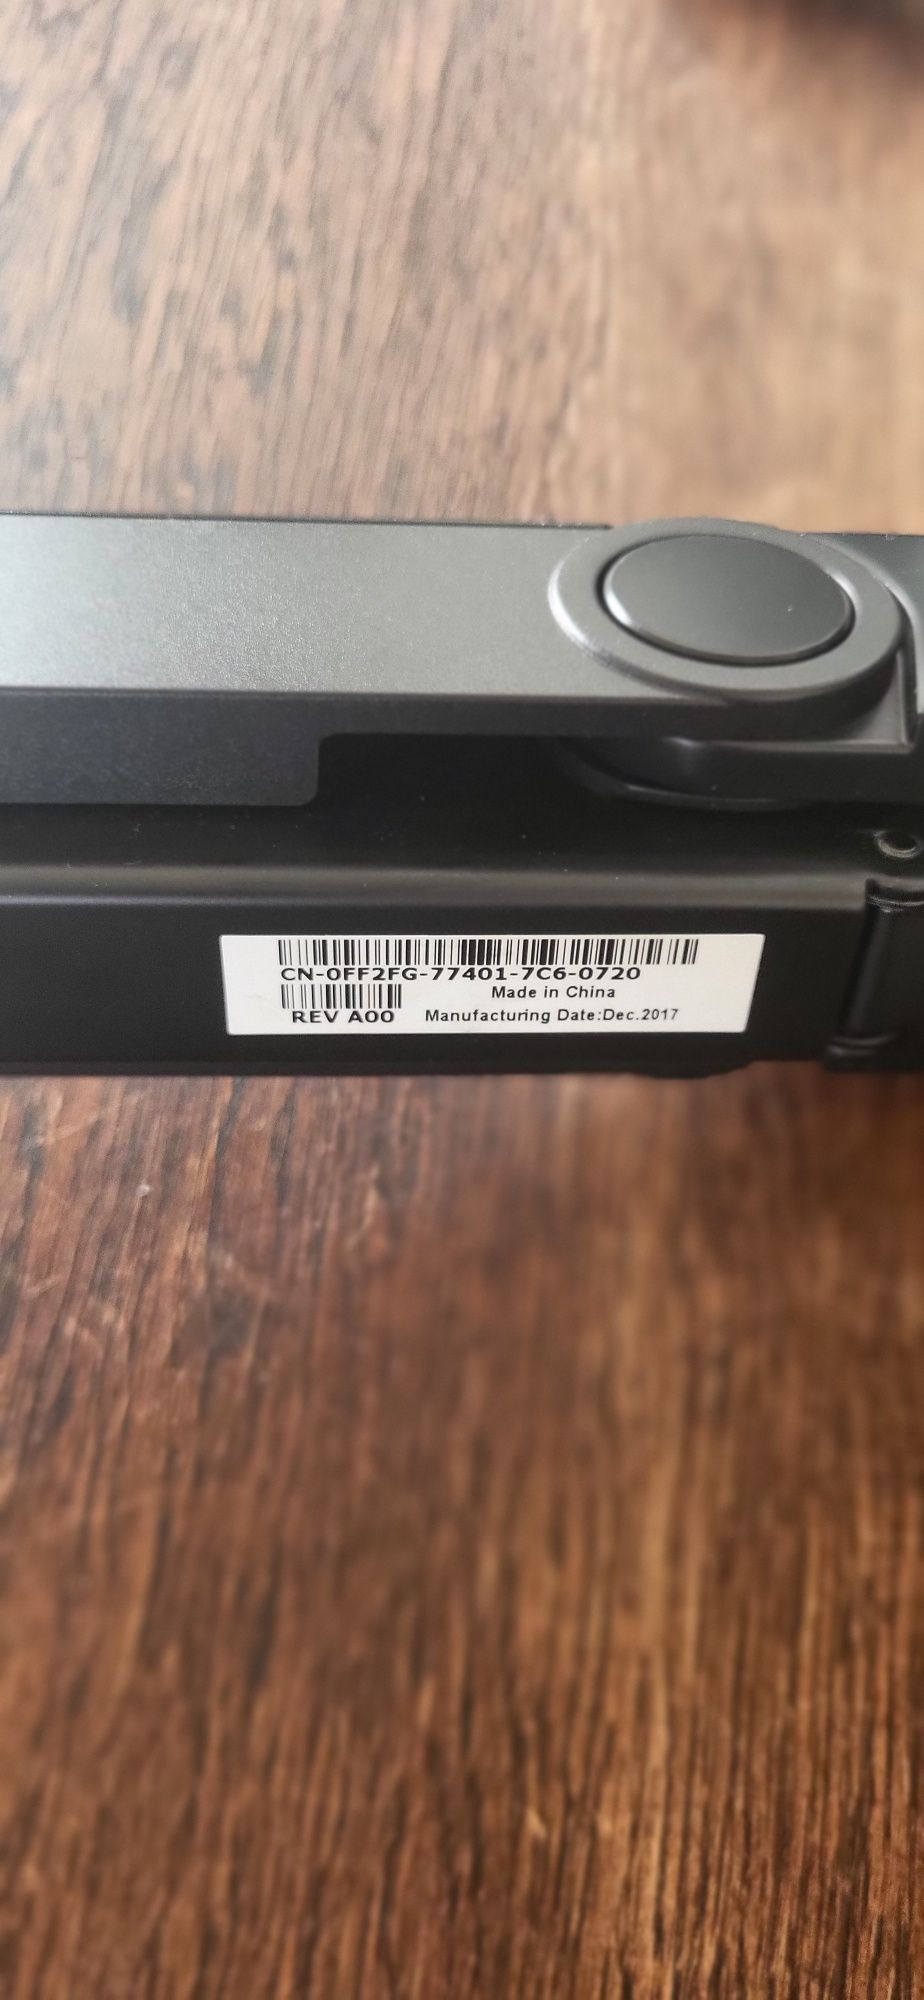 CN-0FF2FG-77401-7C6-0720
Made in China
REV A00 Manufacturing Date:Dec.2017